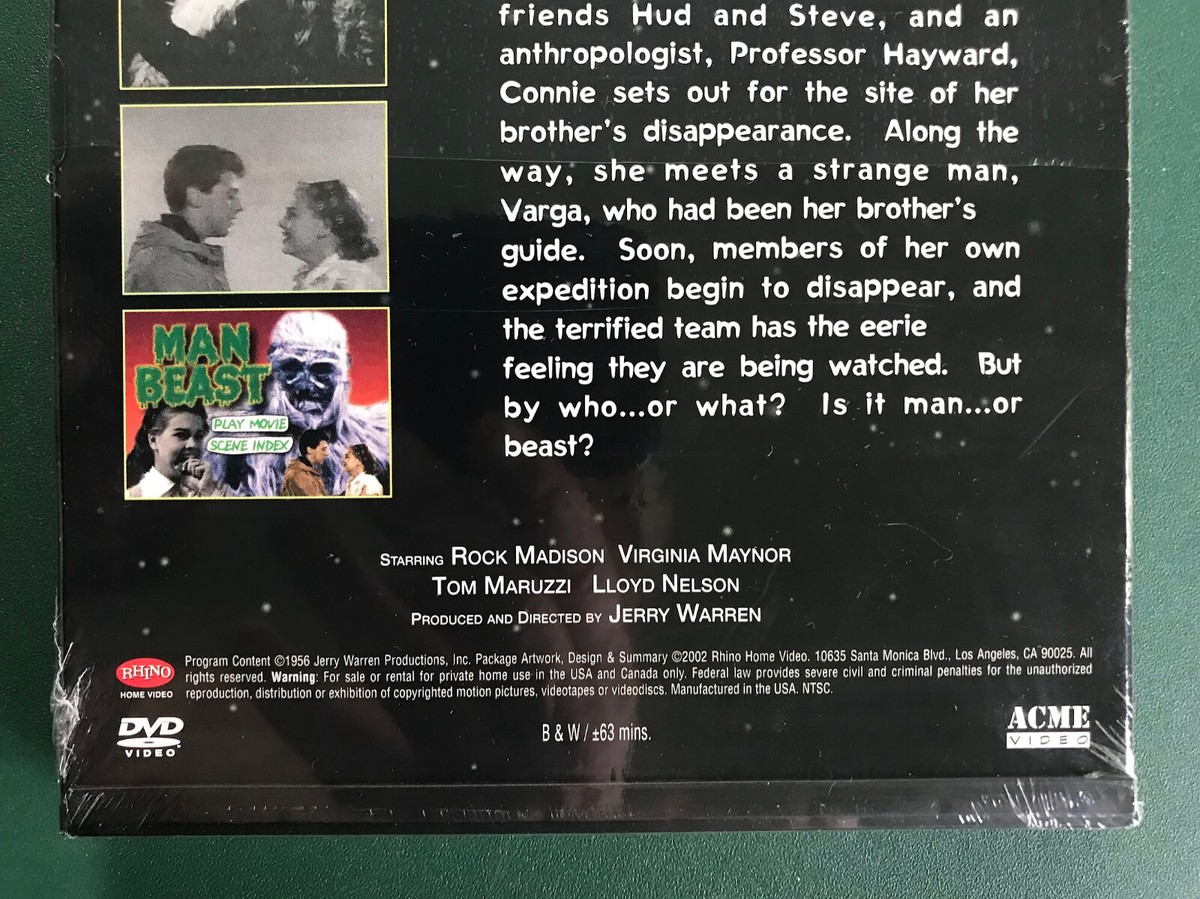 friends Hud and Steve, and an
anthropologist, Professor Hayward,
Connie sets out for the site of her
brother's disappearance. Along the
way, she meets a strange man,
Varga, who had been her brother's
guide. Soon, members of her own
expedition begin to disappear, and
the terrified team has the eerie
feeling they are being watched. But
by who...or what? Is it man...or
beast?
MAN
BEAST
PLAY MOVIE
SCENE INDEX
STARRING ROCK MADISON VIRGINIA MAYNOR
TOM MARUZZI LLOYD NELSON
PRODUCED AND DIRECTED BY JERRY WARREN
RHINO
HOME VIDEO
Program Content ©1956 Jerry Warren Productions, Inc. Package Artwork, Design & Summary ©2002 Rhino Home Video. 10635 Santa Monica Blvd., Los Angeles, CA 90025. All
rights reserved. Warning: For sale or rental for private home use in the USA and Canada only. Federal law provides severe civil and criminal penalties for the unauthorized
reproduction, distribution or exhibition of copyrighted motion pictures, videotapes or videodiscs. Manufactured in the USA. NTSC.
DVD
VIDEO
B & W / ±63 mins.
ACME
VIDEO